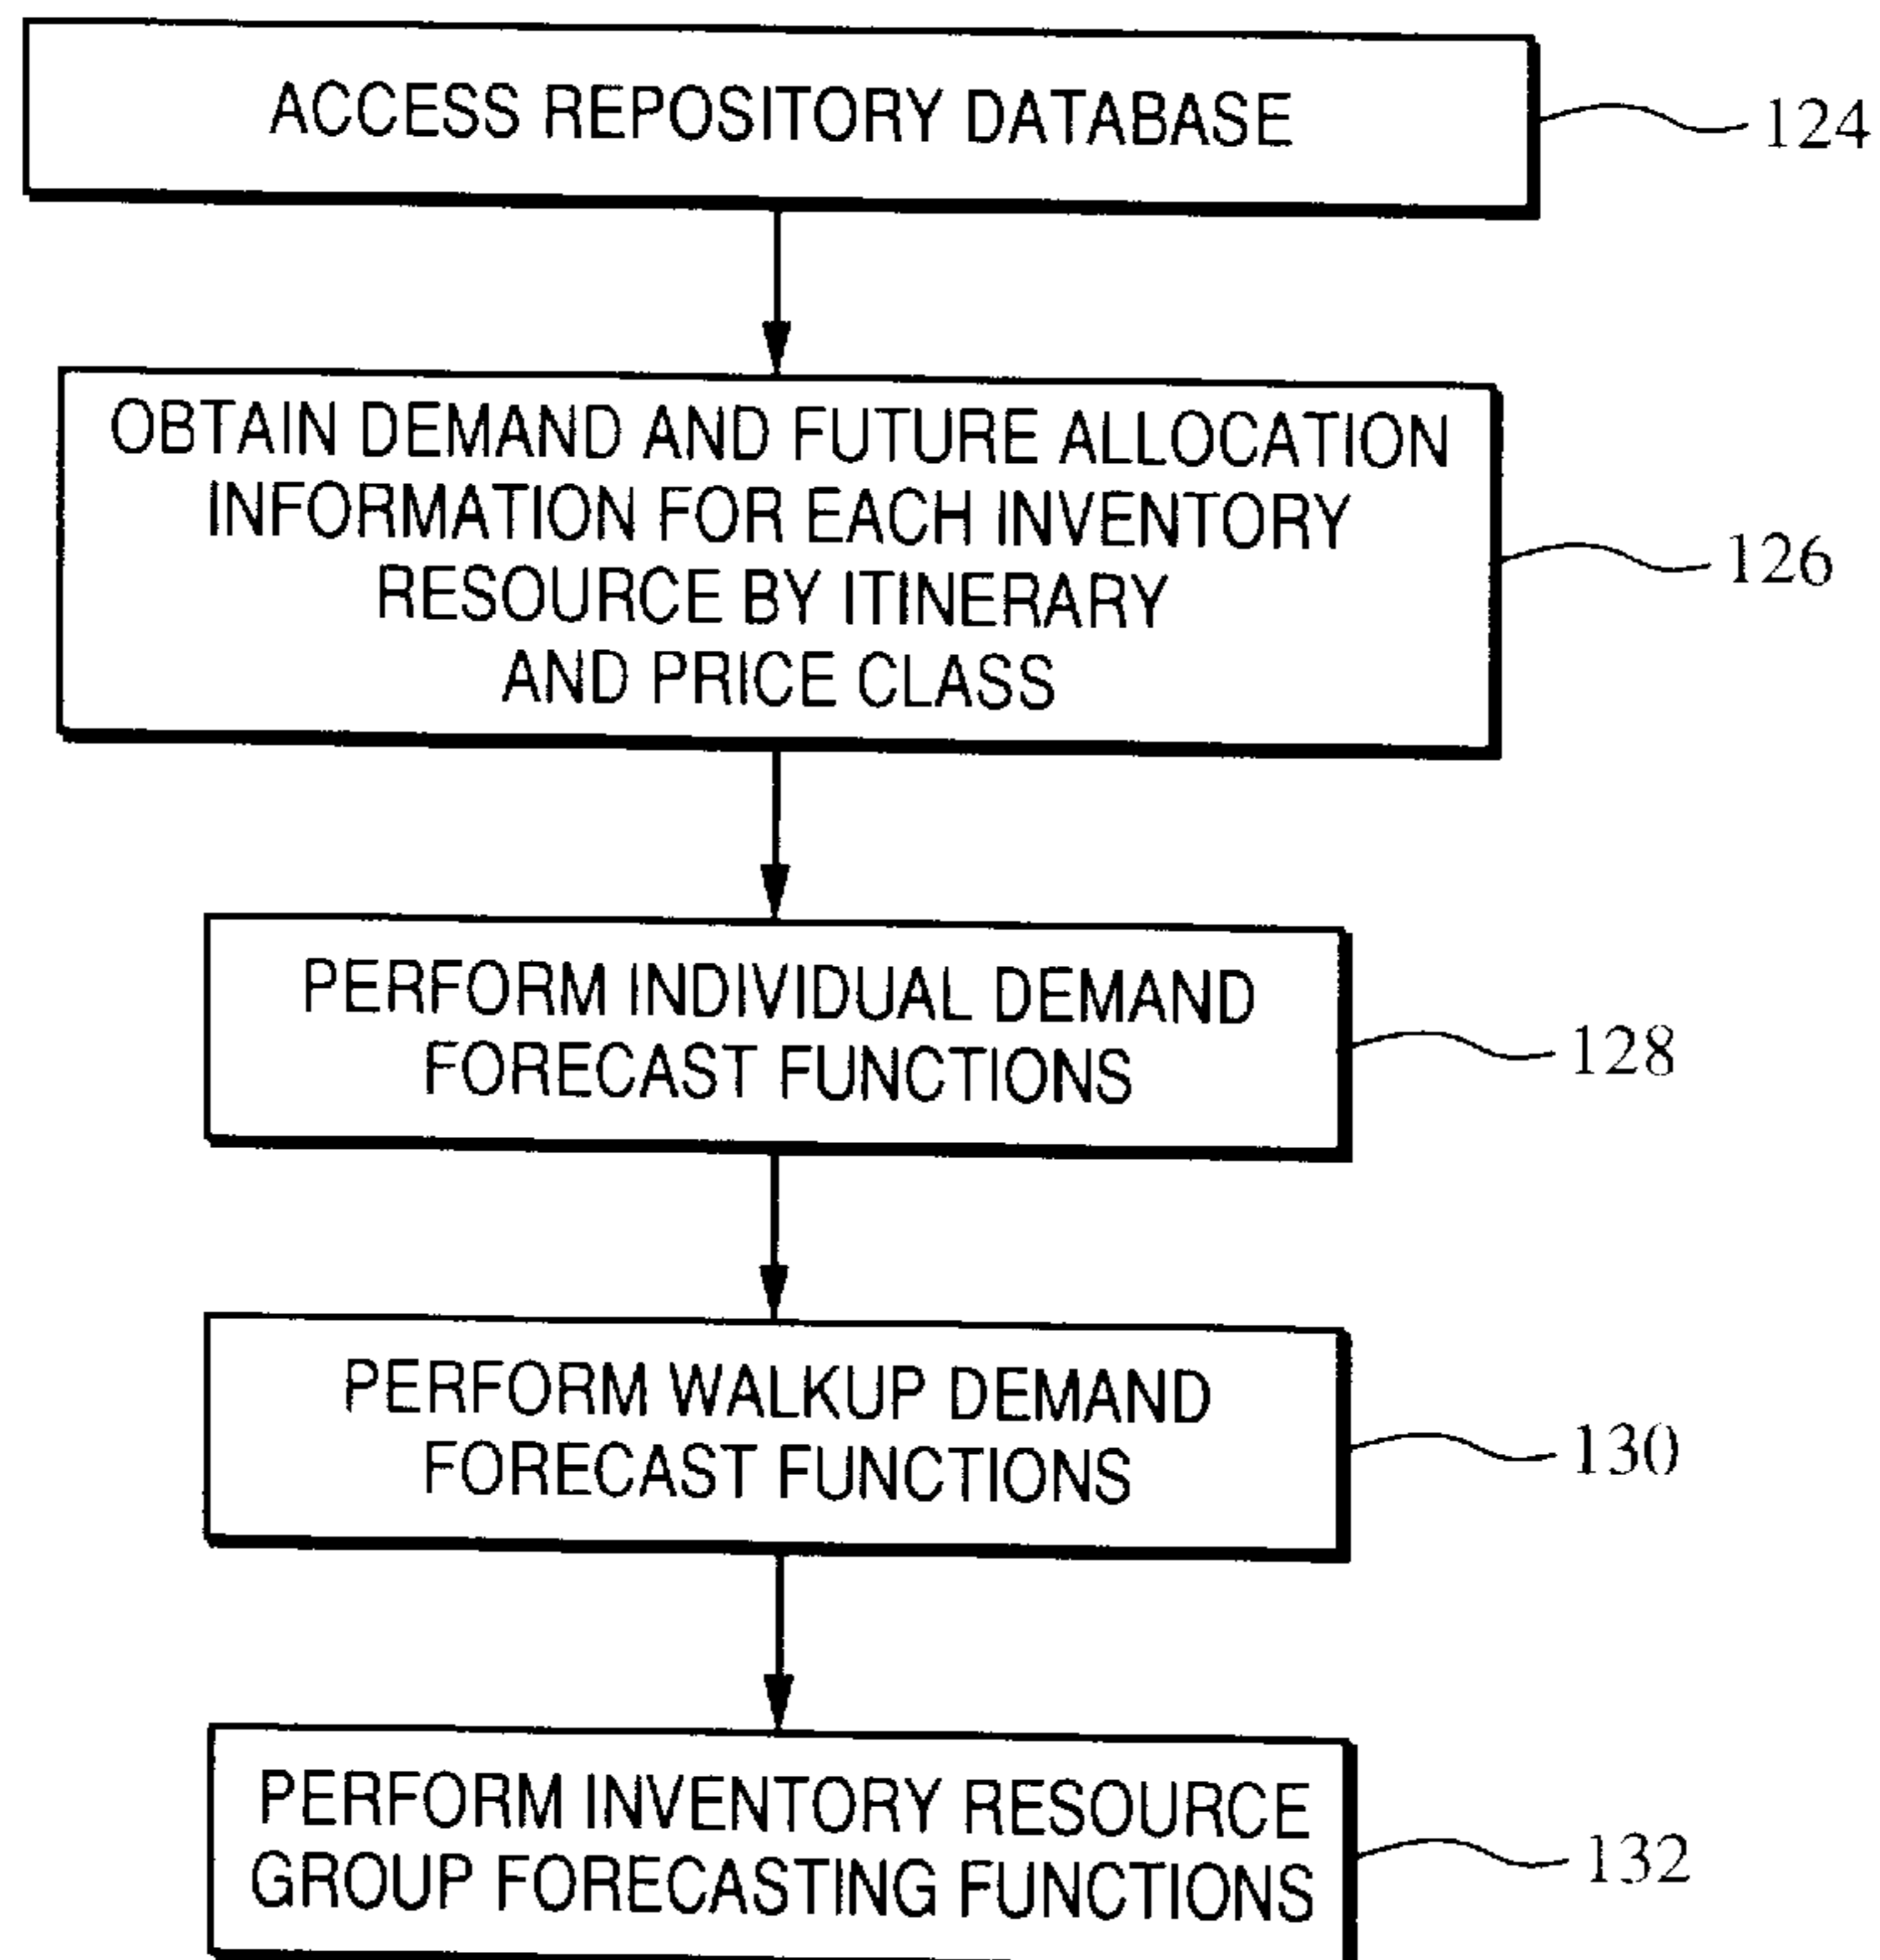 ACCESS REPOSITORY DATABASE
124
OBTAIN DEMAND AND FUTURE ALLOCATION
INFORMATION FOR EACH INVENTORY
RESOURCE BY ITINERARY
AND PRICE CLASS
126
PERFORM INDIVIDUAL DEMAND
FORECAST FUNCTIONS
128
PERFORM WALKUP DEMAND
FORECAST FUNCTIONS
130
PERFORM INVENTORY RESOURCE
GROUP FORECASTING FUNCTIONS
132